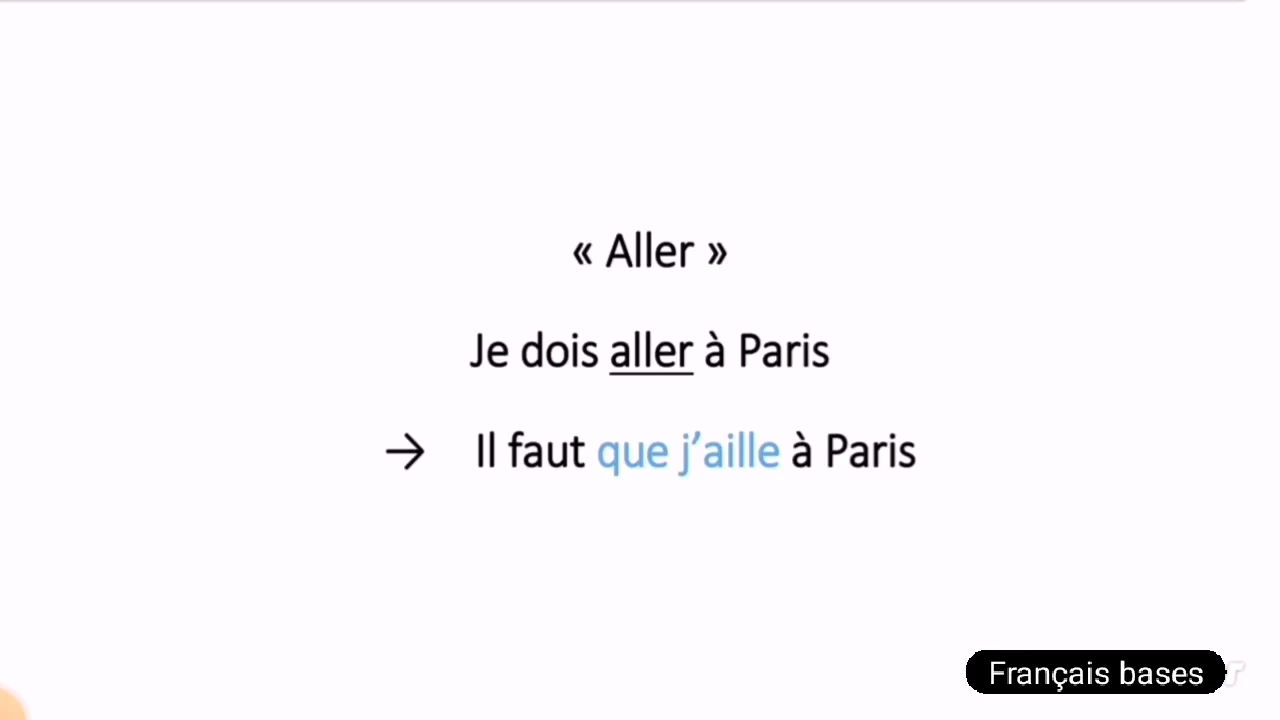 « Aller »
Je dois aller à Paris
→ Il faut que j’aille à Paris
Français bases